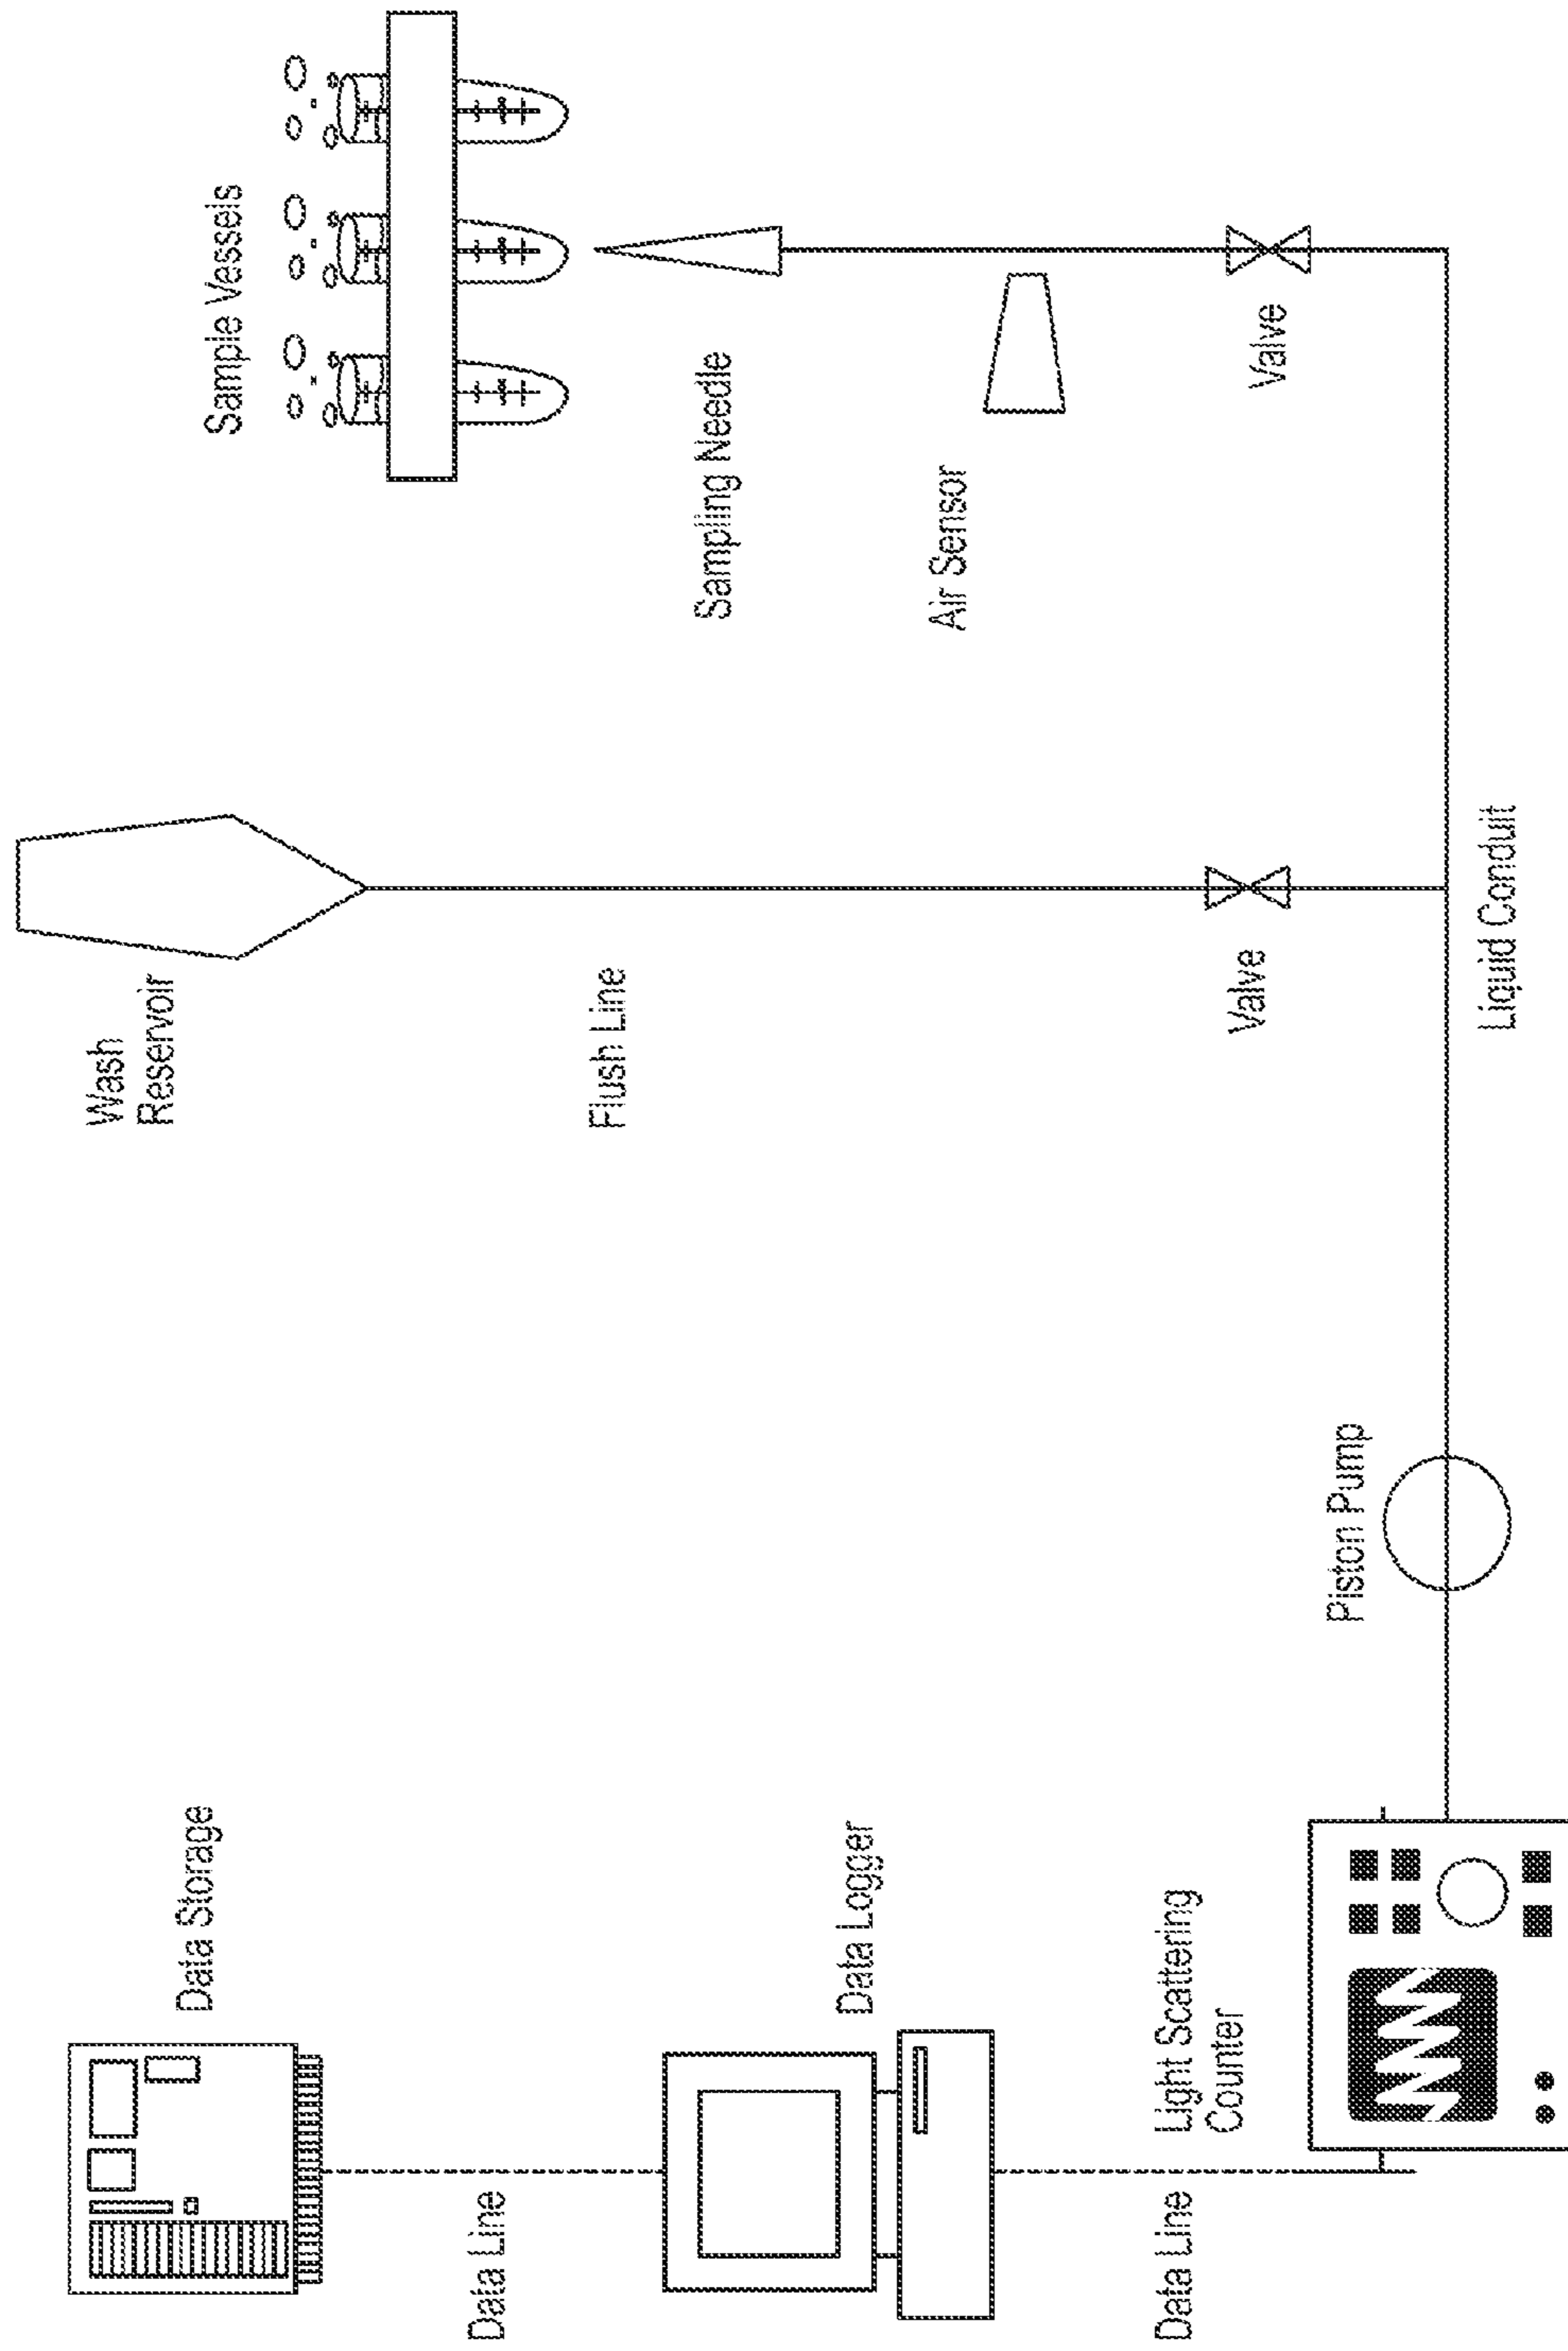 Data Storage
Wash
Reservoir
Sample Vessels
Data Line
Flush Line
Sampling Needle
Data Logger
Air Sensor
Data Line
Light Scattering
Counter
Valve
Valve
Piston Pump
Liquid Conduit